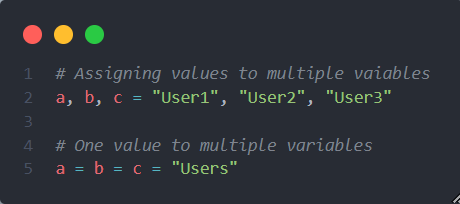 1 # Assigning values to multiple vaiables
2 a, b, c = "User1", "User2", "User3"
3
4 # One value to multiple variables
5 a = b = c = "Users"